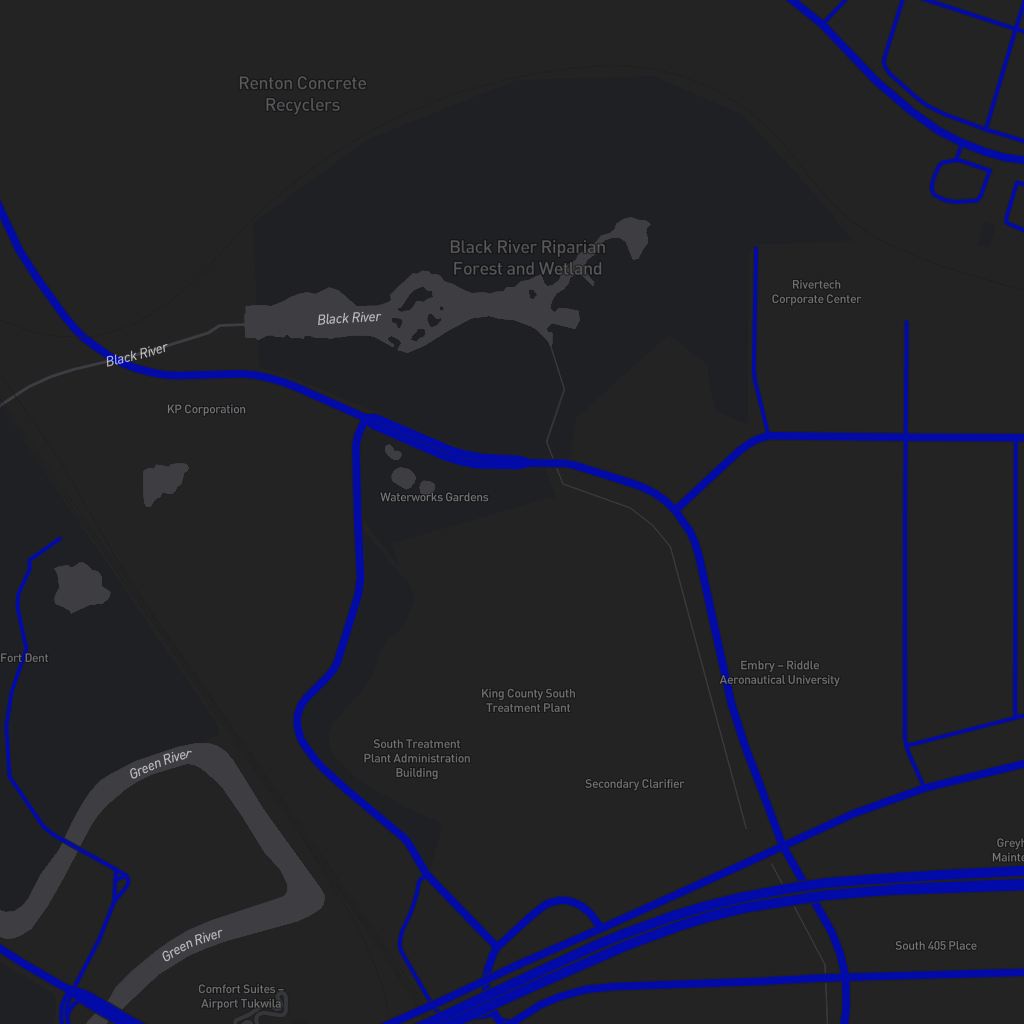 Renton Concrete
Recyclers
Black River Riparian
Forest and Wetland
Rivertech
Corporate Center
Black River
Black River
KP Corporation
Waterworks Gardens
Fort Dent
Embry – Riddle
Aeronautical University
King County South
Treatment Plant
South Treatment
Plant Administration
Building
Green River
Secondary Clarifier
Greyh
Mainte
Green River
South 405 Place
Comfort Suites –
Airport Tukwila